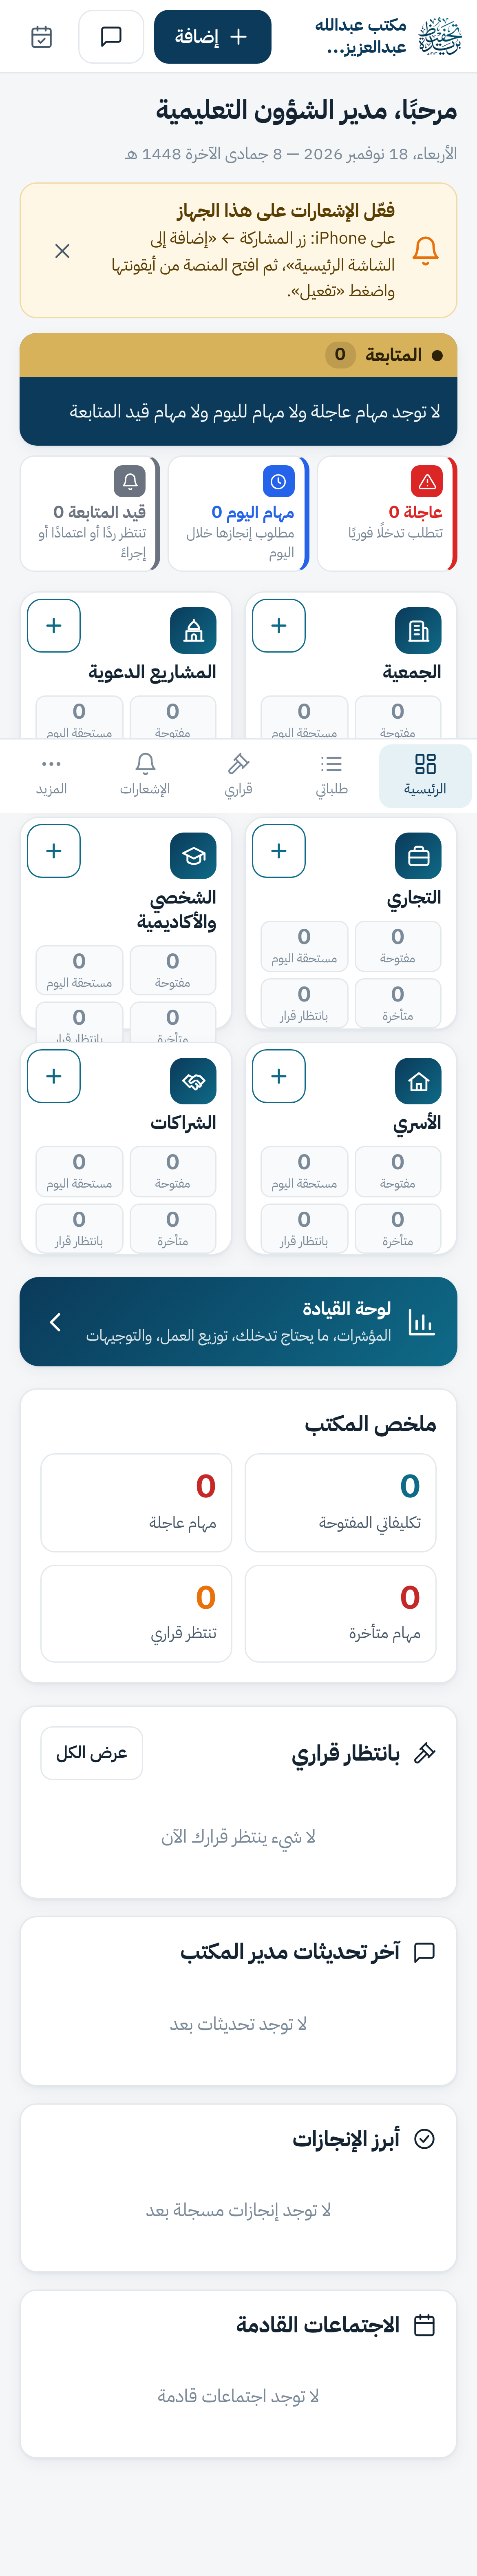 مكتب عبدالله
عبدالعزيز...
إضافة
مرحبًا، مدير الشؤون التعليمية
الأربعاء، 18 نوفمبر 2026 — 8 جمادى الآخرة 1448 هـ
فعّل الإشعارات على هذا الجهاز
على iPhone: زر المشاركة ← «إضافة إلى
الشاشة الرئيسية»، ثم افتح المنصة من أيقونتها
واضغط «تفعيل».
المتابعة 0
لا توجد مهام عاجلة ولا مهام لليوم ولا مهام قيد المتابعة
عاجلة 0
تتطلب تدخلًا فوريًا
مهام اليوم 0
مطلوب إنجازها خلال
اليوم
قيد المتابعة 0
تنتظر ردًا أو اعتمادًا أو
إجراءً
الجمعية
0
مفتوحة
0
مستحقة اليوم
المشاريع الدعوية
0
مفتوحة
0
مستحقة اليوم
الرئيسية
طلباتي
قراري
الإشعارات
المزيد
التجاري
0
مفتوحة
0
مستحقة اليوم
0
متأخرة
0
بانتظار قرار
الشخصي
والأكاديمية
0
مفتوحة
0
مستحقة اليوم
0
متأخرة
0
بانتظار قرار
الأسري
0
مفتوحة
0
مستحقة اليوم
0
متأخرة
0
بانتظار قرار
الشراكات
0
مفتوحة
0
مستحقة اليوم
0
متأخرة
0
بانتظار قرار
لوحة القيادة
المؤشرات، ما يحتاج تدخلك، توزيع العمل، والتوجيهات
ملخص المكتب
0
تكليفاتي المفتوحة
0
مهام عاجلة
0
مهام متأخرة
0
تنتظر قراري
بانتظار قراري
عرض الكل
لا شيء ينتظر قرارك الآن
آخر تحديثات مدير المكتب
لا توجد تحديثات بعد
أبرز الإنجازات
لا توجد إنجازات مسجلة بعد
الاجتماعات القادمة
لا توجد اجتماعات قادمة